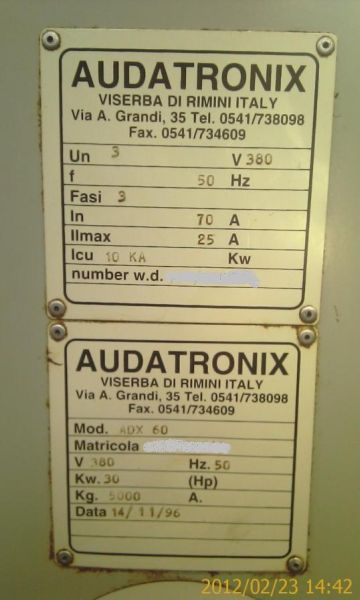 AUDATRONIX
VISERBA DI RIMINI ITALY
Via A. Grandi, 35 Tel. 0541/738098
Fax. 0541/734609
Un 3 V 380
f 50 Hz
Fasi 3
In 70 A
Ilmax 25 A
Icu 10 KA Kw
number w.d.
AUDATRONIX
VISERBA DI RIMINI ITALY
Via A. Grandi, 35 Tel. 0541/738098
Fax. 0541/734609
Mod. ADX 60
Matricola
V 380 Hz. 50
Kw. 30 (Hp)
Kg. 5000 A.
Data 14/ 11/96
2012/02/23 14:42